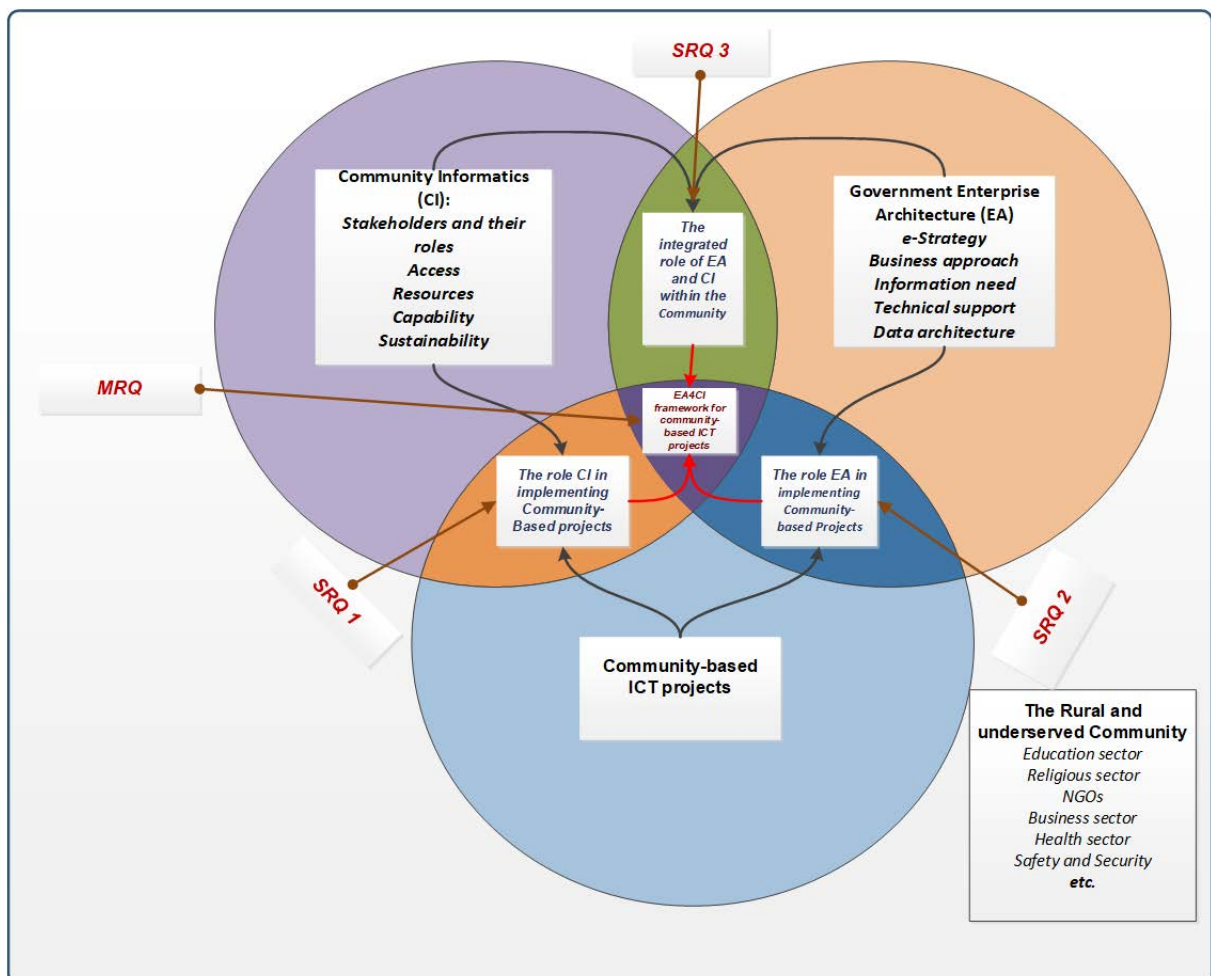 SRQ 3
Community Informatics
(CI):
Stakeholders and their
roles
Access
Resources
Capability
Sustainability
Government Enterprise
Architecture (EA)
e-Strategy
Business approach
Information need
Technical support
Data architecture
The
integrated
role of EA
and CI
within the
Community
MRQ
EA4CI
framework for
community-
based ICT
projects
The role CI in
implementing
Community-
Based projects
The role EA in
implementing
Community-
based Projects
SRQ 1
SRQ 2
Community-based
ICT projects
The Rural and
underserved Community
Education sector
Religious sector
NGOs
Business sector
Health sector
Safety and Security
etc.